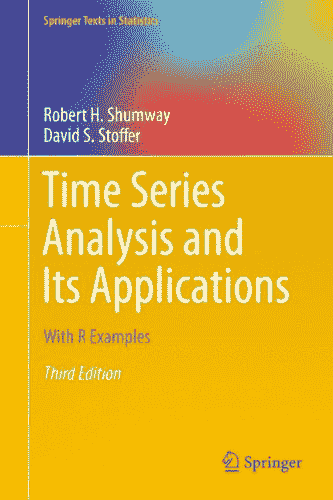 Springer Texts in Statistics
Robert H. Shumway
David S. Stoffer
Time Series
Analysis and
Its Applications
With R Examples
Third Edition
Springer